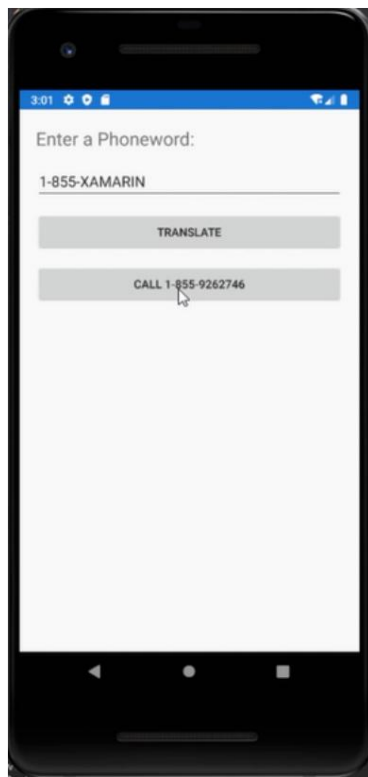 3:01
Enter a Phoneword:
1-855-XAMARIN
TRANSLATE
CALL 1-855-9262746